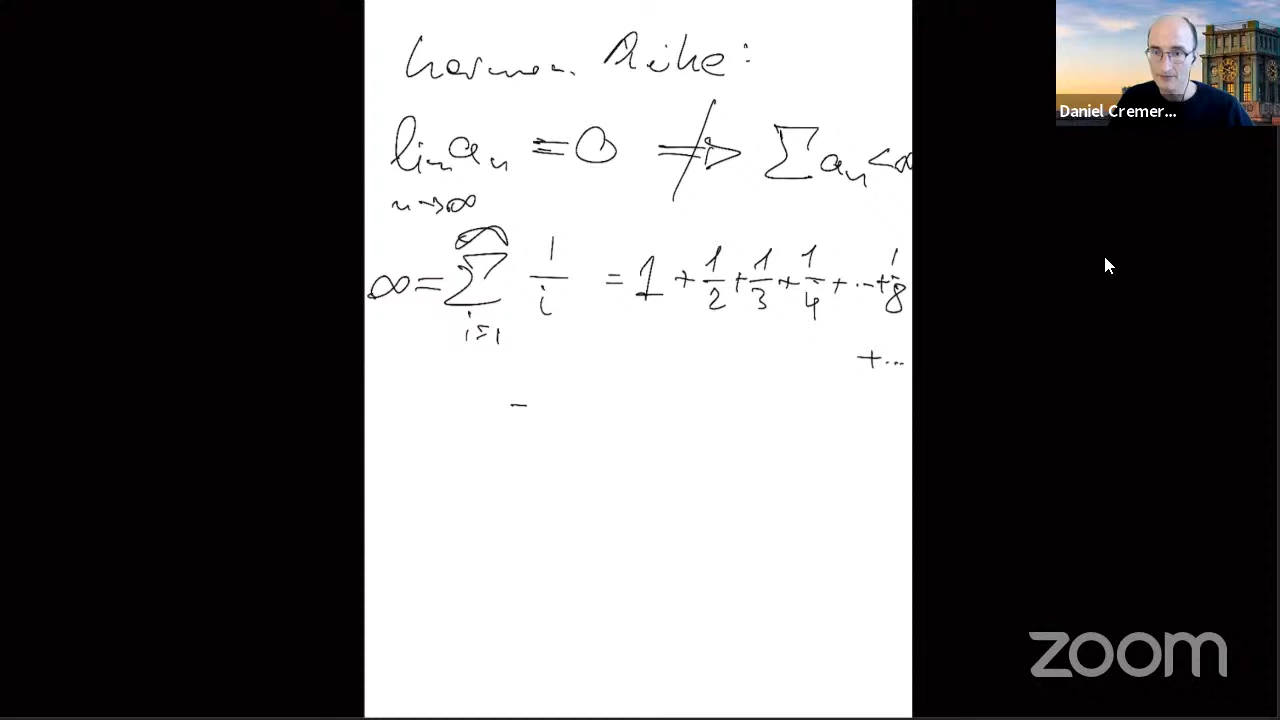 harmon. Reihe:
lim aₙ = 0 ⇏ ∑ aₙ < ∞
n→∞
∞ = ∑_{i=1}^{∞} 1/i = 1 + 1/2 + 1/3 + 1/4 + ... + 1/8
+ ...
-
Daniel Cremer...
zoom